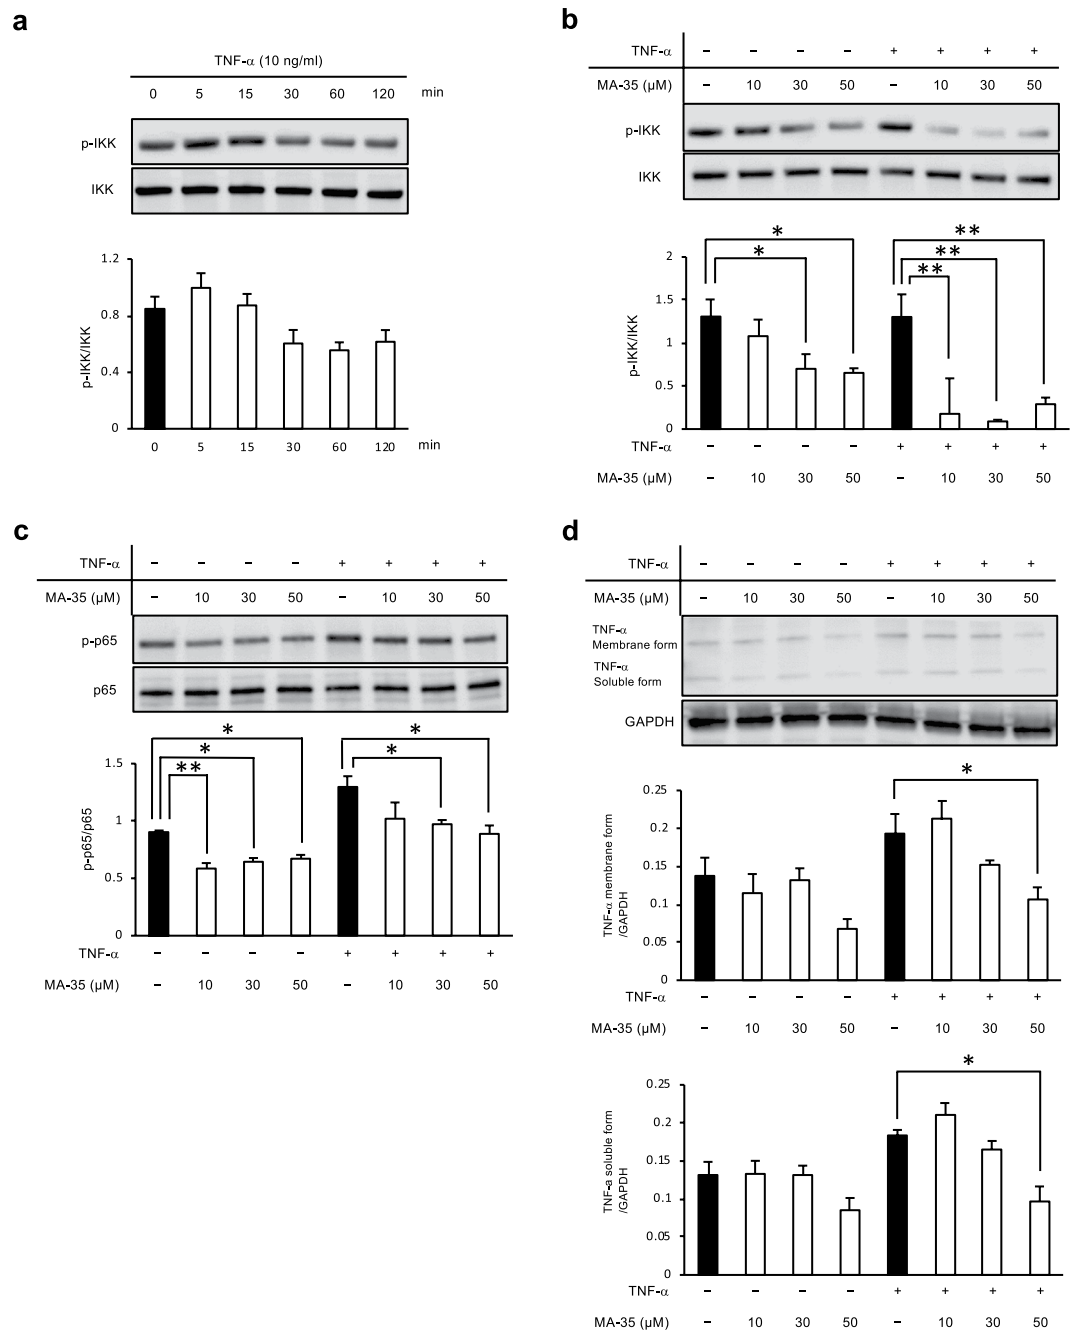 a
TNF-α (10 ng/ml)
0 5 15 30 60 120 min
p-IKK
IKK
1.2
0.8
0.4
0
p-IKK/IKK
0 5 15 30 60 120 min
b
TNF-α – – – – + + + +
MA-35 (µM) – 10 30 50 – 10 30 50
p-IKK
IKK
* * ** ** **
2
1.5
1
0.5
0
p-IKK/IKK
TNF-α – – – – + + + +
MA-35 (µM) – 10 30 50 – 10 30 50
c
TNF-α – – – – + + + +
MA-35 (µM) – 10 30 50 – 10 30 50
p-p65
p65
* * ** * *
1.5
1
0.5
0
p-p65/p65
TNF-α – – – – + + + +
MA-35 (µM) – 10 30 50 – 10 30 50
d
TNF-α – – – – + + + +
MA-35 (µM) – 10 30 50 – 10 30 50
TNF-α
Membrane form
TNF-α
Soluble form
GAPDH
*
0.25
0.2
0.15
0.1
0.05
0
TNF-α membrane form
/GAPDH
TNF-α – – – – + + + +
MA-35 (µM) – 10 30 50 – 10 30 50
*
0.25
0.2
0.15
0.1
0.05
0
TNF-a soluble form
/GAPDH
TNF-α – – – – + + + +
MA-35 (µM) – 10 30 50 – 10 30 50